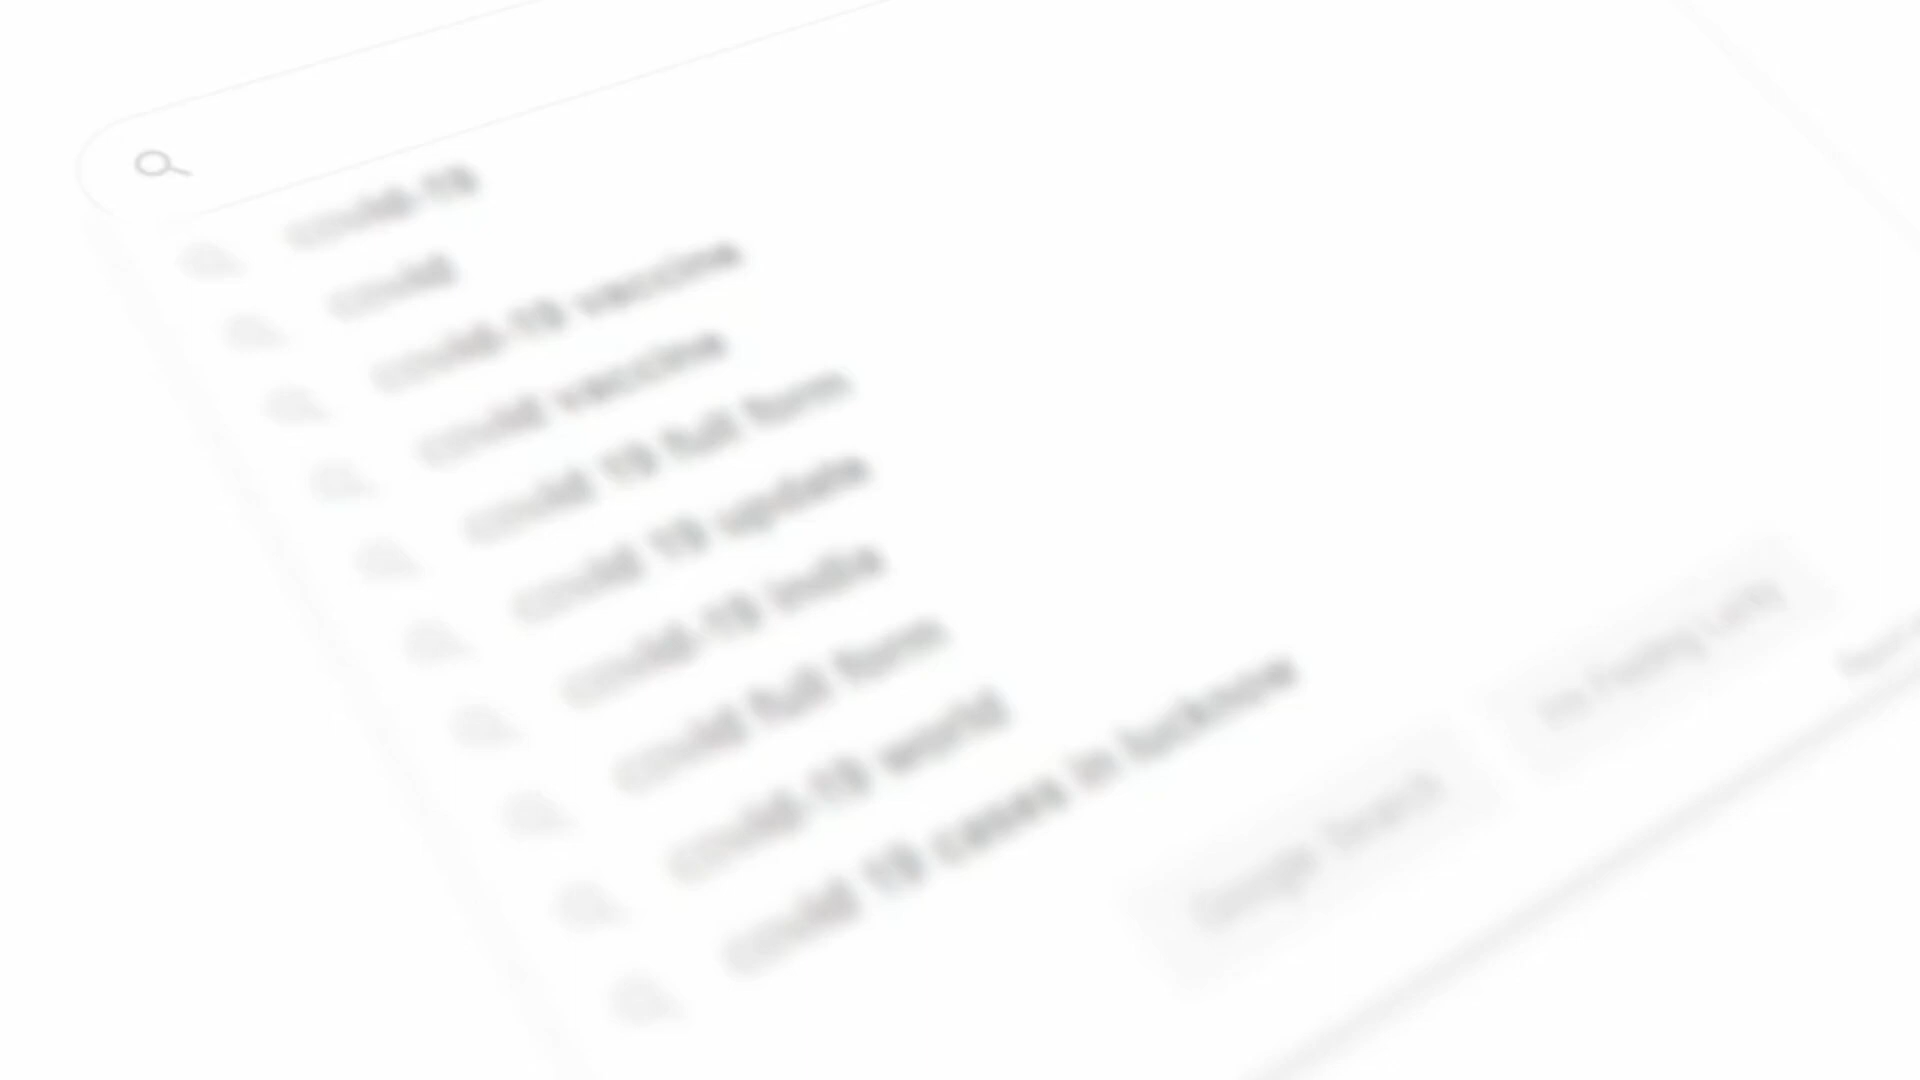 covid-19
covid
covid-19 vaccine
covid vaccine
covid 19 full form
covid 19 update
covid-19 india
covid full form
covid-19 world
covid 19 cases in lucknow
Google Search
I'm Feeling Lucky